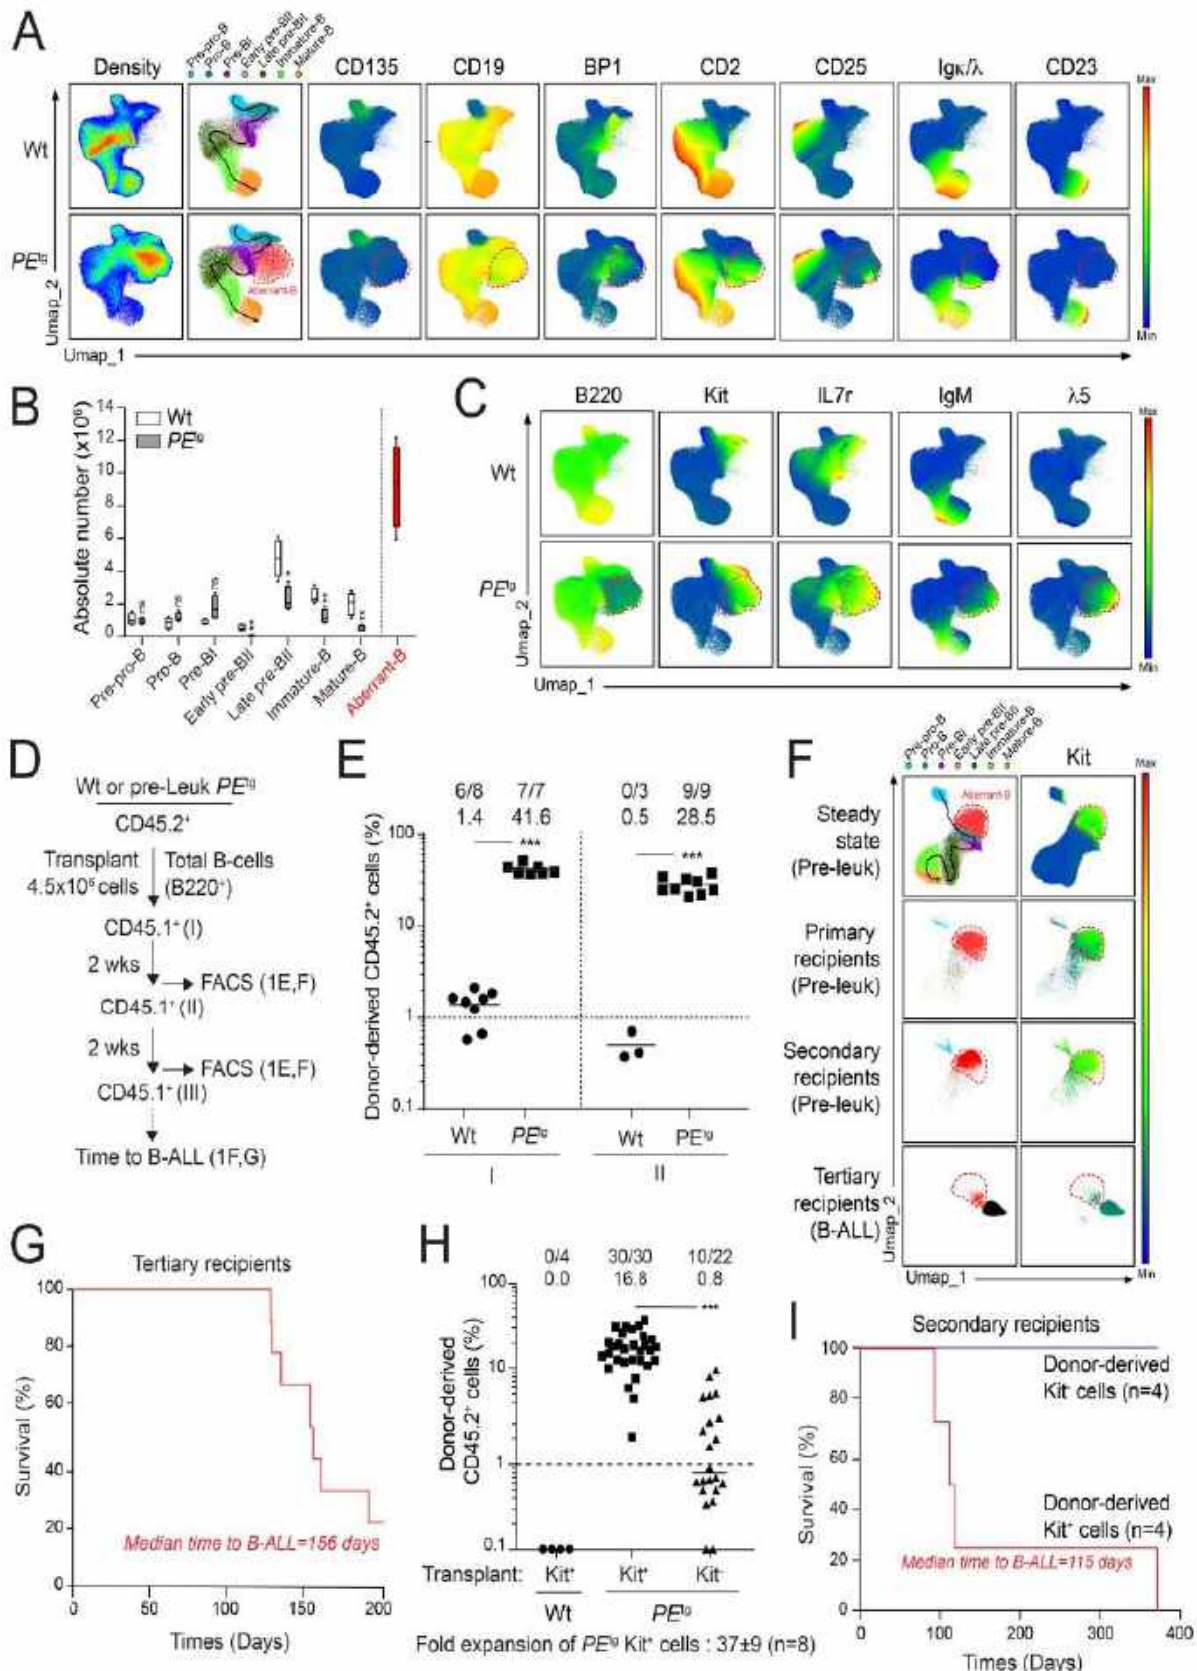 A
Pre-pro-B
Pro-B
Pre-BI
Early pre-BII
Late pre-BII
Immature-B
Mature-B
Density
CD135
CD19
BP1
CD2
CD25
Igκ/λ
CD23
Max
Wt
PEtg
Aberrant-B
Min
Umap_2
Umap_1
B
Absolute number (x10⁶)
14
12
10
8
6
4
2
0
Wt
PEtg
ns
ns
ns
Pre-pro-B
Pro-B
Pre-BI
Early pre-BII
Late pre-BII
Immature-B
Mature-B
Aberrant-B
C
B220
Kit
IL7r
IgM
λ5
Max
Wt
PEtg
Min
Umap_2
Umap_1
D
Wt or pre-Leuk PEtg
CD45.2⁺
Transplant
4.5x10⁶ cells
Total B-cells
(B220⁺)
CD45.1⁺ (I)
2 wks
FACS (1E,F)
CD45.1⁺ (II)
2 wks
FACS (1E,F)
CD45.1⁺ (III)
Time to B-ALL (1F,G)
E
6/8 7/7 0/3 9/9
1.4 41.6 0.5 28.5
Donor-derived CD45.2⁺ cells (%)
100
10
1
0.1
***
***
Wt PEtg Wt PEtg
I II
F
Pre-pro-B
Pro-B
Pre-BI
Early pre-BII
Late pre-BII
Immature-B
Mature-B
Kit
Max
Aberrant-B
Steady
state
(Pre-leuk)
Primary
recipients
(Pre-leuk)
Secondary
recipients
(Pre-leuk)
Tertiary
recipients
(B-ALL)
Umap_2
Umap_1
Min
G
Tertiary recipients
Survival (%)
100
80
60
40
20
0
Median time to B-ALL=156 days
0 50 100 150 200
Times (Days)
H
0/4 30/30 10/22
0.0 16.8 0.8
Donor-derived
CD45.2⁺ cells (%)
100
10
1
0.1
***
Transplant: Kit⁺ Kit⁺ Kit⁻
Wt PEtg
Fold expansion of PEtg Kit⁺ cells : 37±9 (n=8)
I
Secondary recipients
Survival (%)
100
80
60
40
20
0
Donor-derived
Kit⁻ cells (n=4)
Donor-derived
Kit⁺ cells (n=4)
Median time to B-ALL=115 days
0 100 200 300 400
Times (Days)